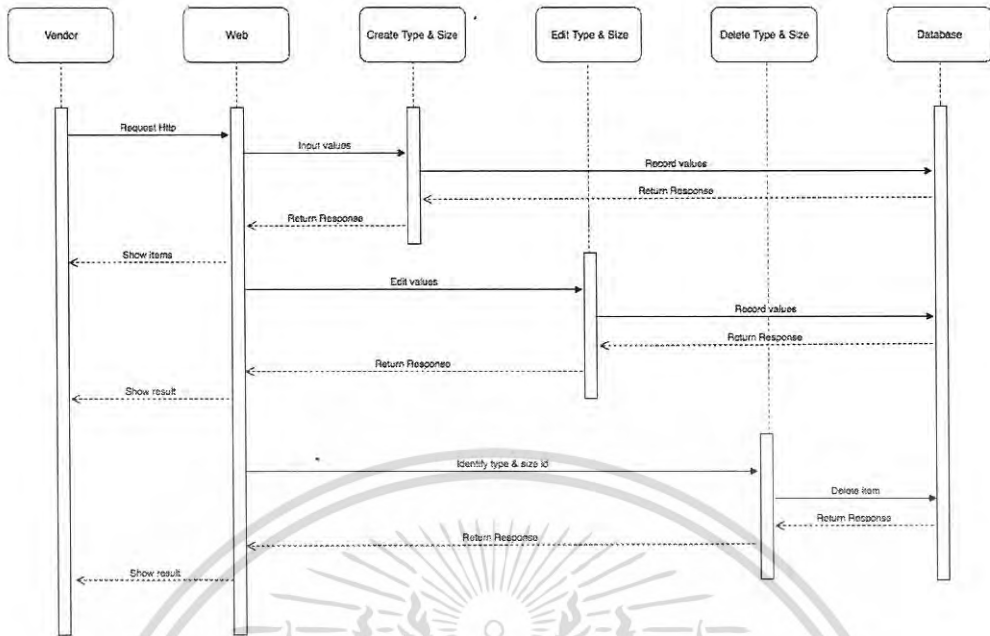 Vendor
Web
Create Type & Size
Edit Type & Size
Delete Type & Size
Database
Request Http
Input values
Record values
Return Response
Return Response
Show items
Edit values
Record values
Return Response
Return Response
Show result
Identify type & size id
Delete item
Return Response
Return Response
Show result